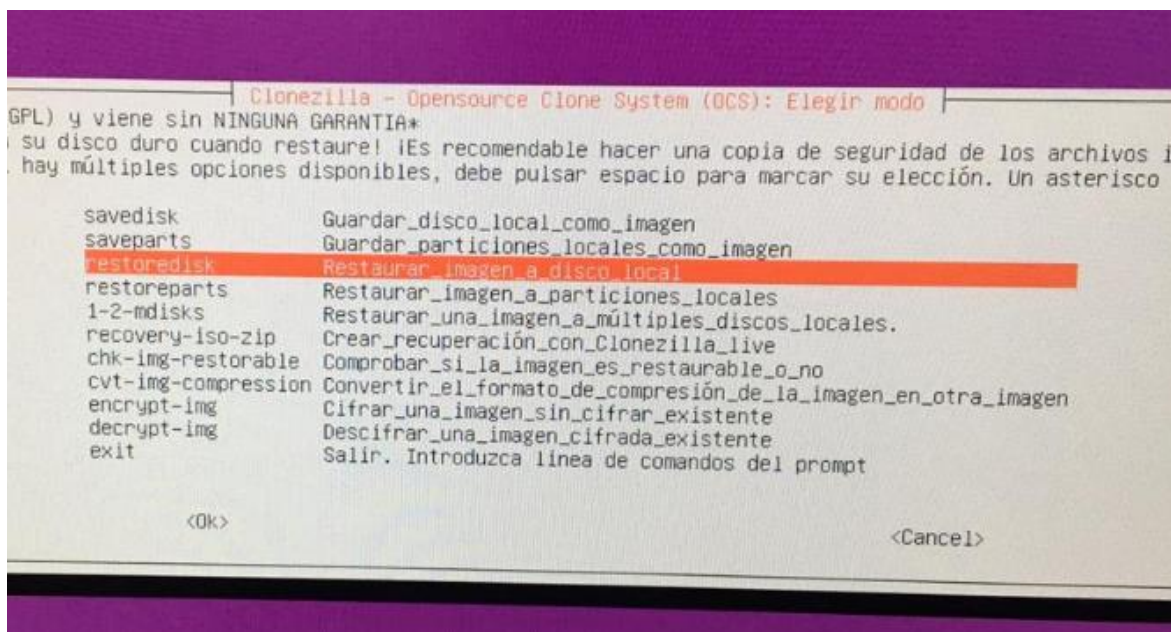 Clonezilla - Opensource Clone System (OCS): Elegir modo
GPL) y viene sin NINGUNA GARANTIA*
su disco duro cuando restaure! ¡Es recomendable hacer una copia de seguridad de los archivos
hay múltiples opciones disponibles, debe pulsar espacio para marcar su elección. Un asterisco
savedisk Guardar_disco_local_como_imagen
saveparts Guardar_particiones_locales_como_imagen
restoredisk Restaurar_imagen_a_disco_local
restoreparts Restaurar_imagen_a_particiones_locales
1-2-mdisks Restaurar_una_imagen_a_múltiples_discos_locales.
recovery-iso-zip Crear_recuperación_con_Clonezilla_live
chk-img-restorable Comprobar_si_la_imagen_es_restaurable_o_no
cvt-img-compression Convertir_el_formato_de_compresión_de_la_imagen_en_otra_imagen
encrypt-img Cifrar_una_imagen_sin_cifrar_existente
decrypt-img Descifrar_una_imagen_cifrada_existente
exit Salir. Introduzca línea de comandos del prompt
<Ok> <Cancel>